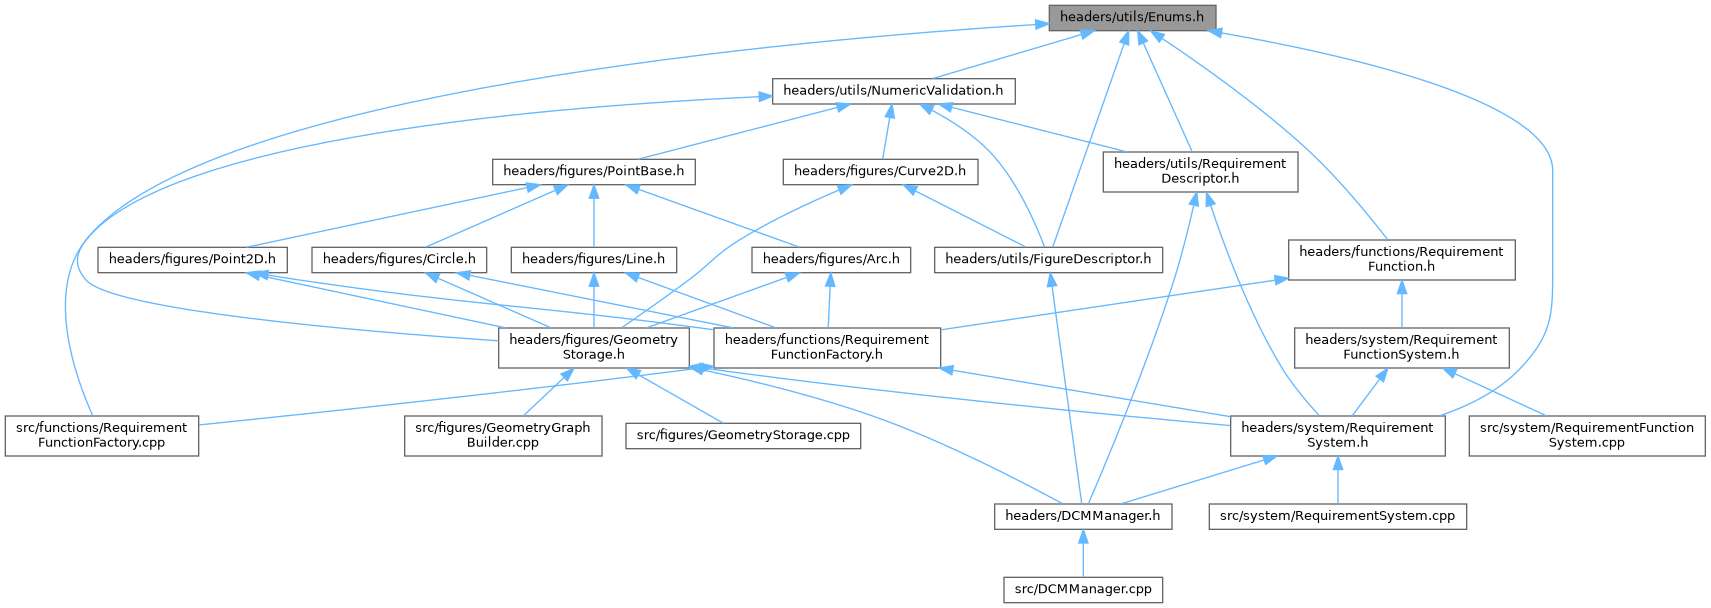 headers/utils/Enums.h
headers/utils/NumericValidation.h
headers/figures/PointBase.h
headers/figures/Curve2D.h
headers/utils/Requirement
Descriptor.h
headers/figures/Point2D.h
headers/figures/Circle.h
headers/figures/Line.h
headers/figures/Arc.h
headers/utils/FigureDescriptor.h
headers/functions/Requirement
Function.h
headers/figures/Geometry
Storage.h
headers/functions/Requirement
FunctionFactory.h
headers/system/Requirement
FunctionSystem.h
src/functions/Requirement
FunctionFactory.cpp
src/figures/GeometryGraph
Builder.cpp
src/figures/GeometryStorage.cpp
headers/system/Requirement
System.h
src/system/RequirementFunction
System.cpp
headers/DCMManager.h
src/system/RequirementSystem.cpp
src/DCMManager.cpp